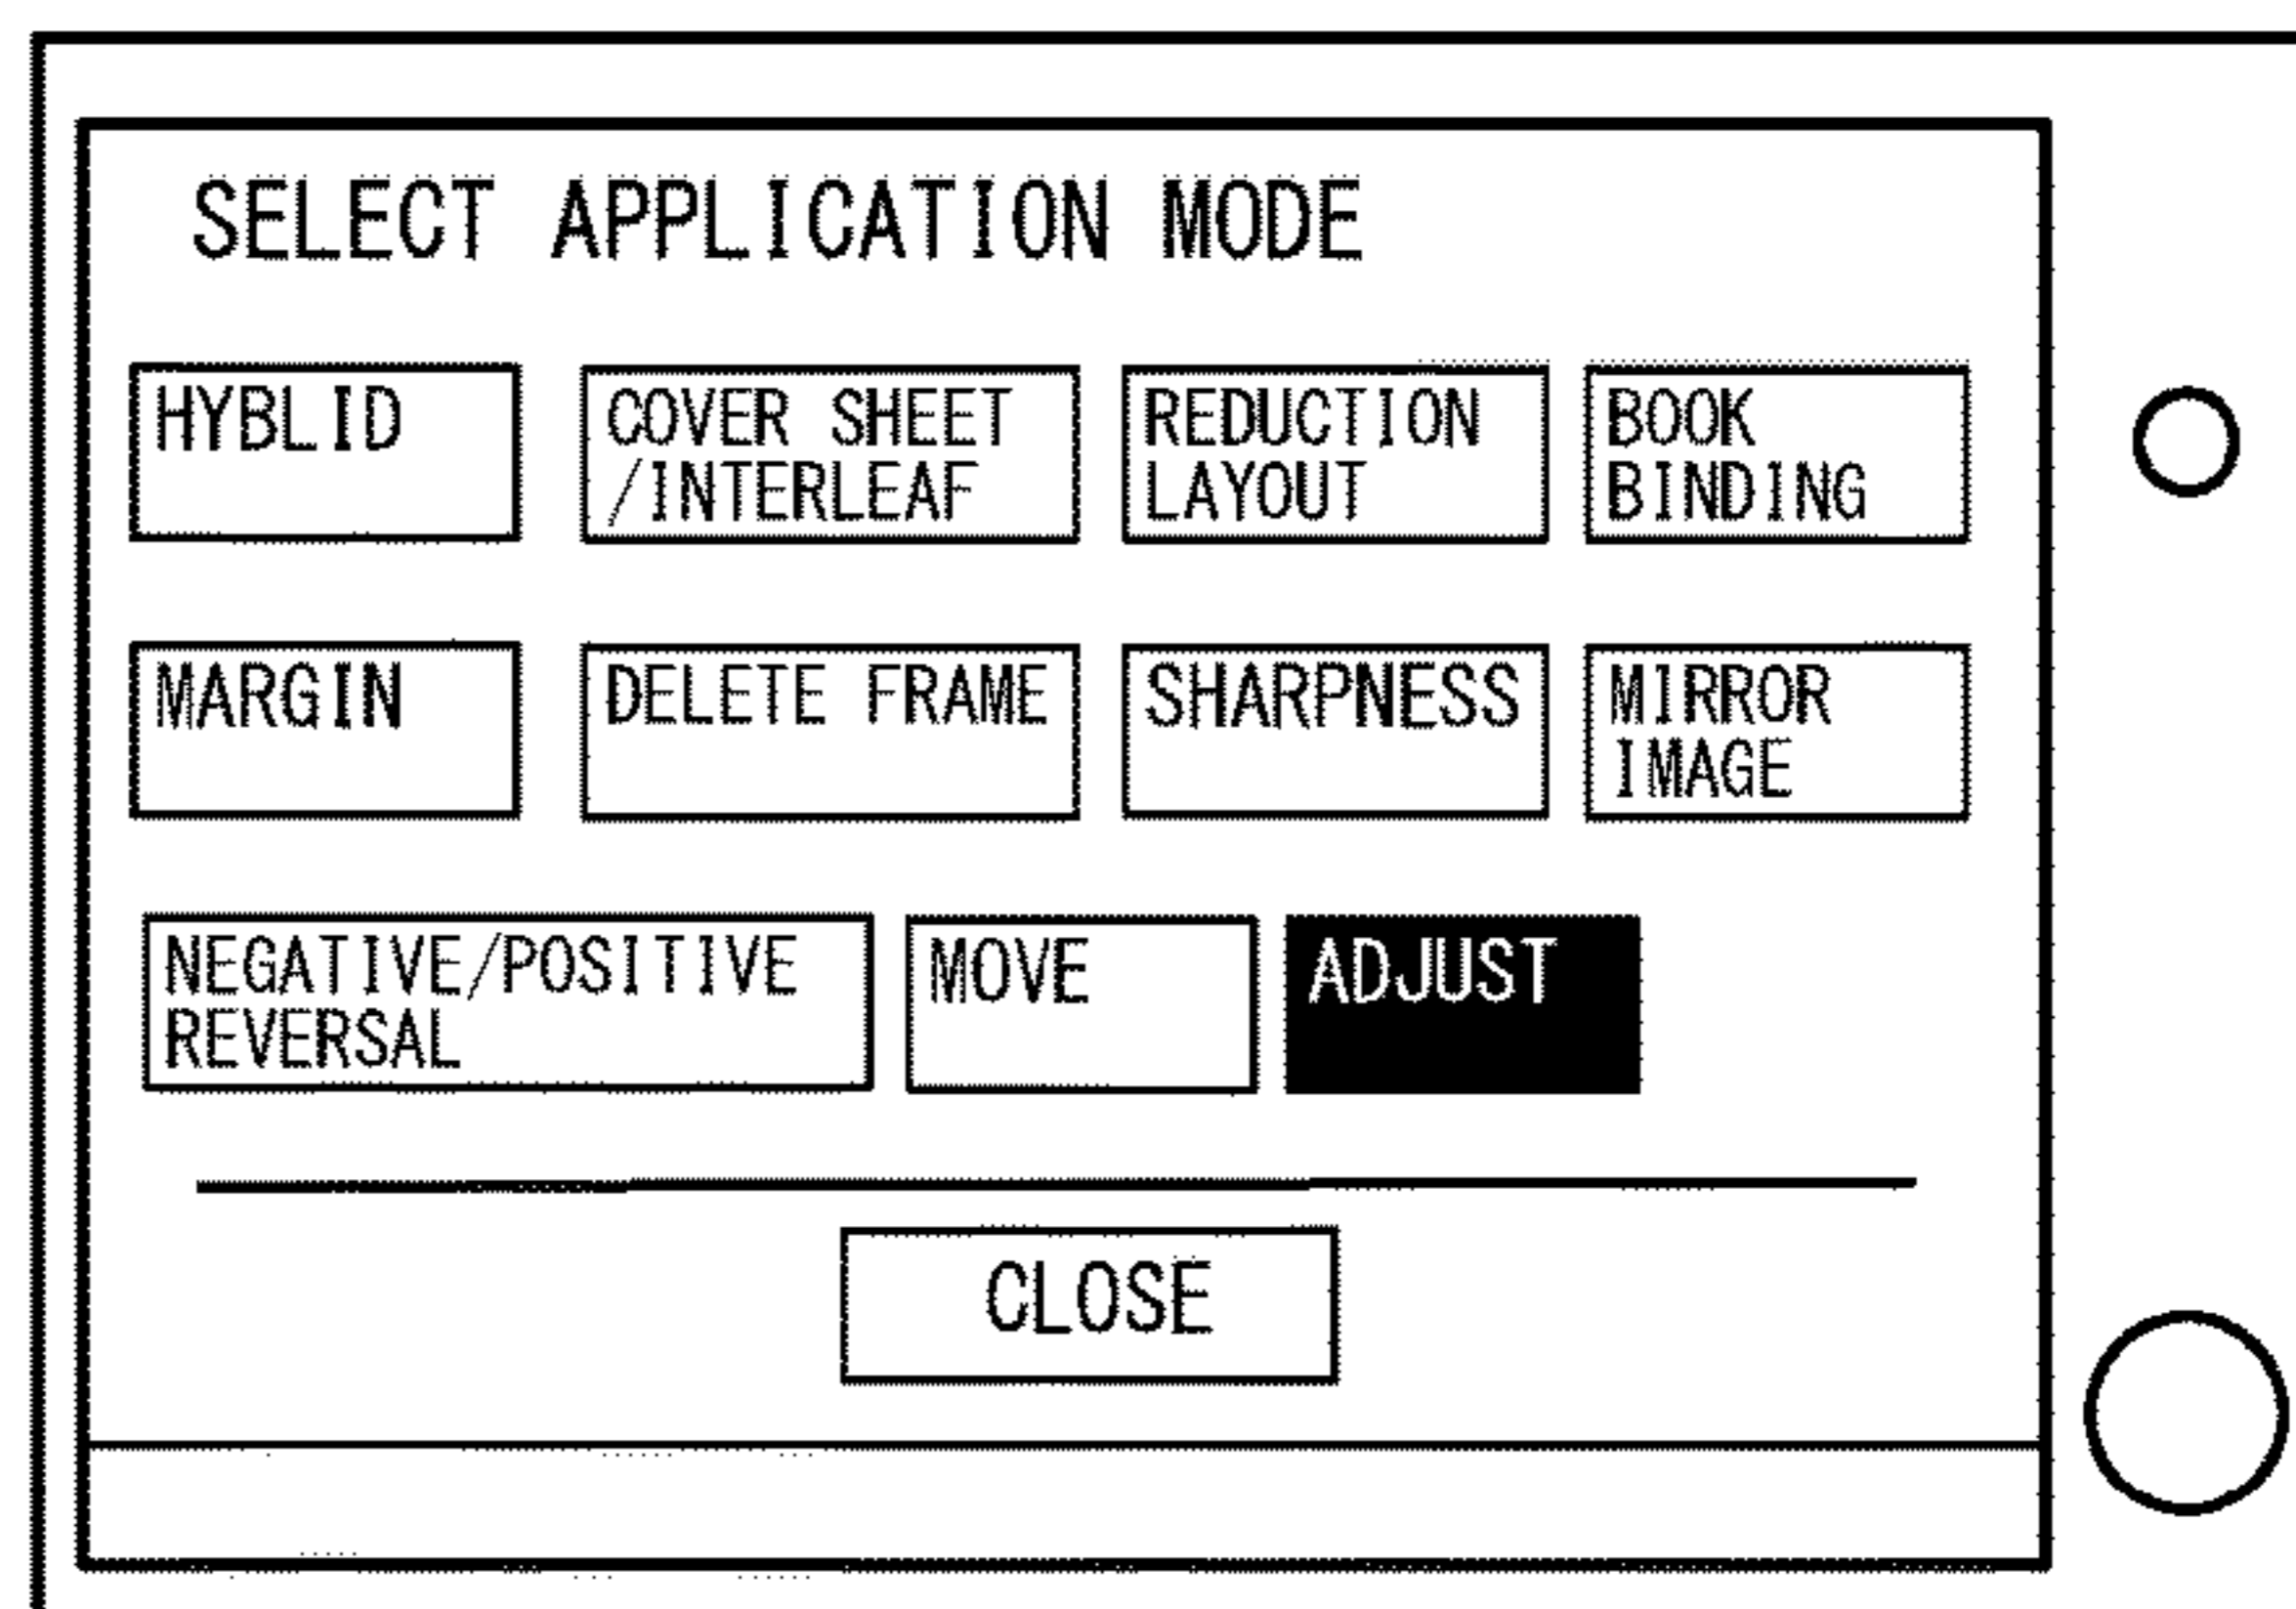 SELECT APPLICATION MODE
HYBLID
COVER SHEET
/INTERLEAF
REDUCTION
LAYOUT
BOOK
BINDING
MARGIN
DELETE FRAME
SHARPNESS
MIRROR
IMAGE
NEGATIVE/POSITIVE
REVERSAL
MOVE
ADJUST
CLOSE